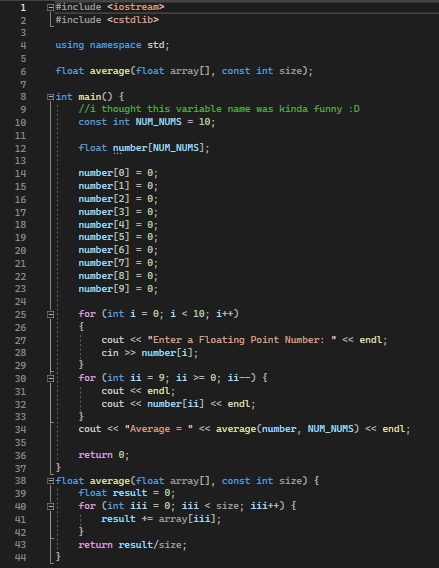 1 #include <iostream>
2 #include <cstdlib>
3
4 using namespace std;
5
6 float average(float array[], const int size);
7
8 int main() {
9     //i thought this variable name was kinda funny :D
10     const int NUM_NUMS = 10;
11
12     float number[NUM_NUMS];
13
14     number[0] = 0;
15     number[1] = 0;
16     number[2] = 0;
17     number[3] = 0;
18     number[4] = 0;
19     number[5] = 0;
20     number[6] = 0;
21     number[7] = 0;
22     number[8] = 0;
23     number[9] = 0;
24
25     for (int i = 0; i < 10; i++)
26     {
27         cout << "Enter a Floating Point Number: " << endl;
28         cin >> number[i];
29     }
30     for (int ii = 9; ii >= 0; ii--) {
31         cout << endl;
32         cout << number[ii] << endl;
33     }
34     cout << "Average = " << average(number, NUM_NUMS) << endl;
35
36     return 0;
37 }
38 float average(float array[], const int size) {
39     float result = 0;
40     for (int iii = 0; iii < size; iii++) {
41         result += array[iii];
42     }
43     return result/size;
44 }